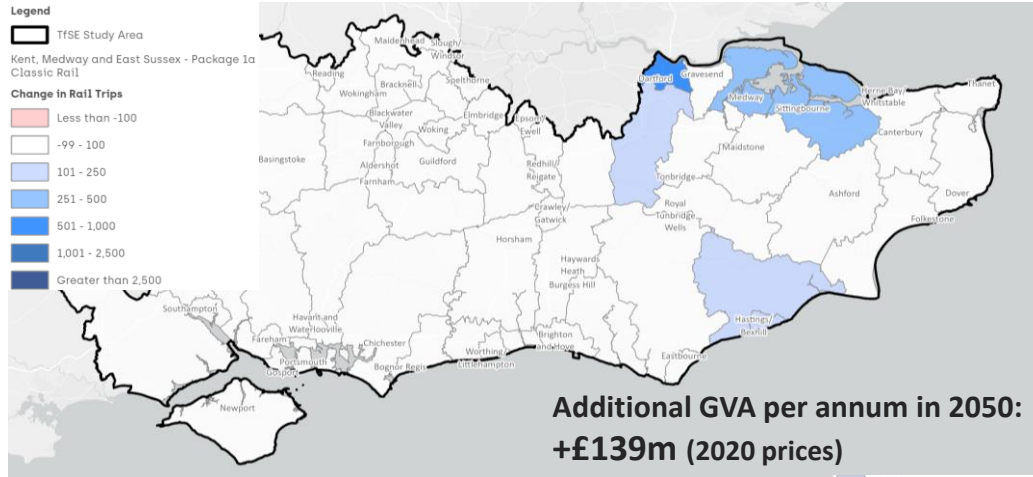 Legend
TfSE Study Area
Kent, Medway and East Sussex - Package 1a
Classic Rail
Change in Rail Trips
Less than -100
-99 - 100
101 - 250
251 - 500
501 - 1,000
1,001 - 2,500
Greater than 2,500
Maidenhead
Slough/
Windsor
Reading
Bracknell
Spelthorne
Wokingham
Dartford
Gravesend
Medway
Sittingbourne
Herne Bay/
Whitstable
Thanet
Blackwater
Valley
Woking
Elmbridge
Epsom/
Ewell
Canterbury
Farnborough
Maidstone
Basingstoke
Aldershot
Guildford
Redhill/
Reigate
Farnham
Tonbridge
Ashford
Dover
Crawley/
Gatwick
Royal
Tunbridge
Wells
Folkestone
Horsham
Haywards
Heath
Burgess Hill
Southampton
Havant and
Waterlooville
Hastings/
Bexhill
Fareham
Chichester
Brighton
and Hove
Portsmouth
Gosport
Bognor Regis
Worthing
Littlehampton
Eastbourne
Newport
Additional GVA per annum in 2050:
+£139m (2020 prices)